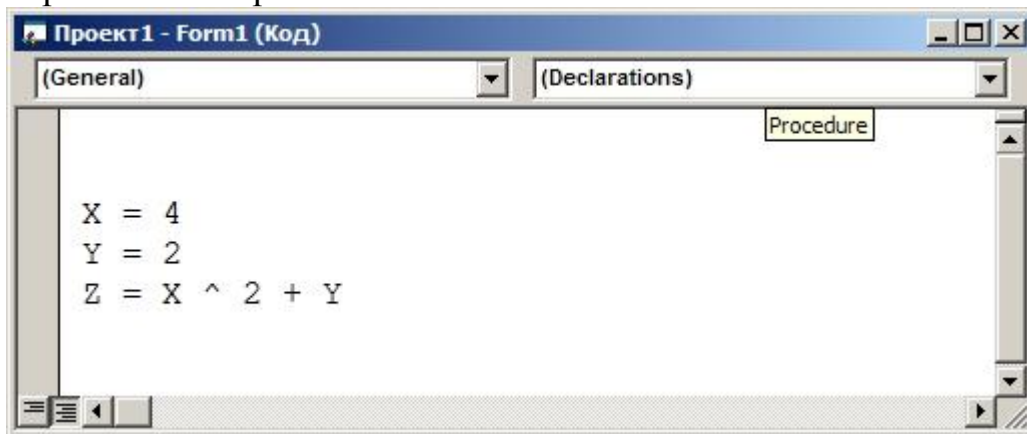 Проект1 - Form1 (Код)
(General) (Declarations)
Procedure
X = 4
Y = 2
Z = X ^ 2 + Y